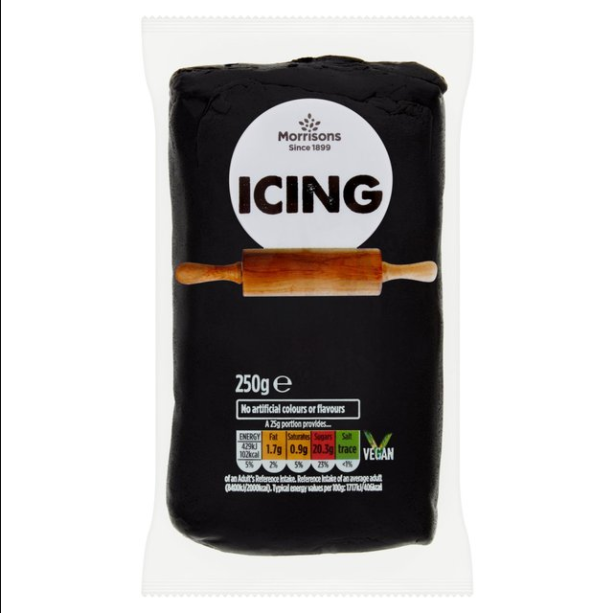 Morrisons
Since 1899
ICING
250g ℮
No artificial colours or flavours
A 25g portion provides...
ENERGY Fat Saturates Sugars Salt
429kJ 102kcal 1.7g 0.9g 20.3g trace
5% 2% 5% 23% <1%
VEGAN
of an Adult's Reference Intake. Reference Intake of an average adult
(8400kJ/2000kcal). Typical energy values per 100g: 1717kJ/406kcal